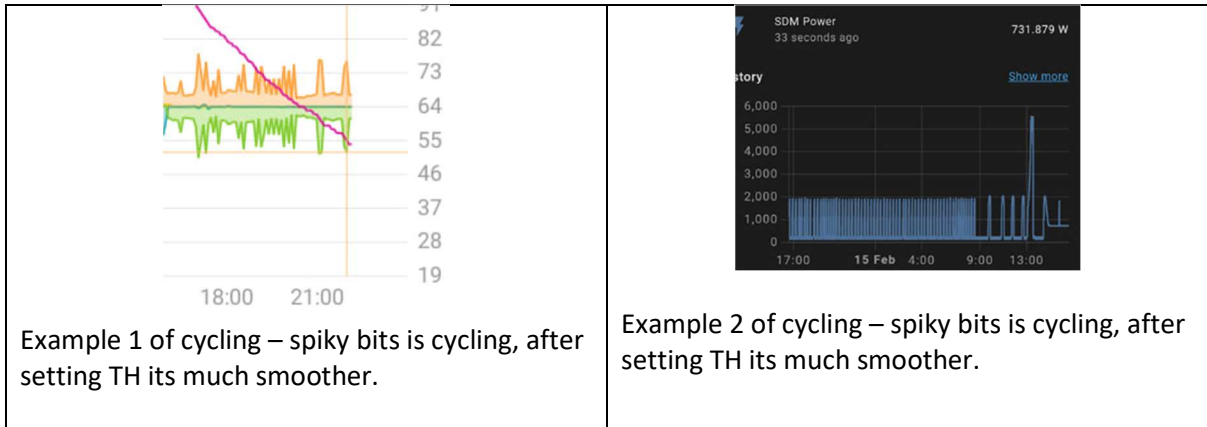 91
82
73
64
55
46
37
28
19
18:00 21:00
Example 1 of cycling – spiky bits is cycling, after
setting TH its much smoother.
SDM Power
33 seconds ago
731.879 W
story
Show more
6,000
5,000
4,000
3,000
2,000
1,000
0
17:00 15 Feb 4:00 9:00 13:00
Example 2 of cycling – spiky bits is cycling, after
setting TH its much smoother.